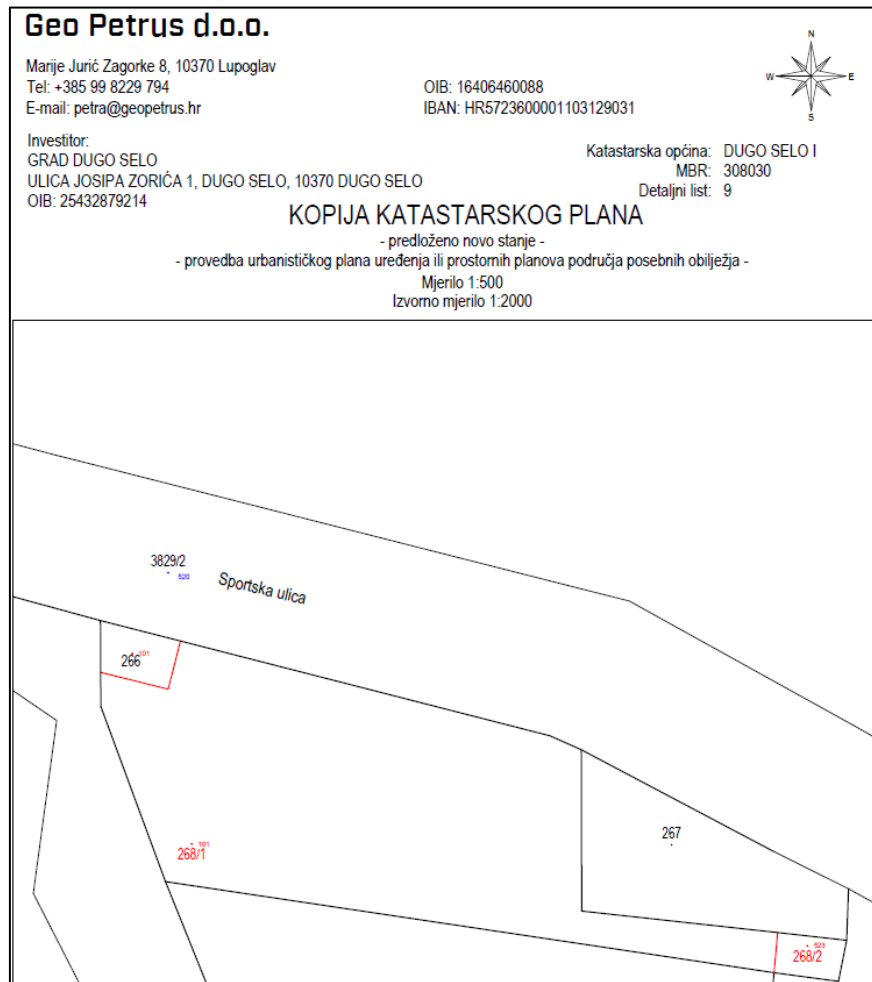 Geo Petrus d.o.o.
Marije Jurić Zagorke 8, 10370 Lupoglav
Tel: +385 99 8229 794
E-mail: petra@geopetrus.hr
OIB: 16406460088
IBAN: HR5723600001103129031
N
W
E
S
Investitor:
GRAD DUGO SELO
ULICA JOSIPA ZORIĆA 1, DUGO SELO, 10370 DUGO SELO
OIB: 25432879214
Katastarska općina: DUGO SELO I
MBR: 308030
Detaljni list: 9
KOPIJA KATASTARSKOG PLANA
- predloženo novo stanje -
- provedba urbanističkog plana uređenja ili prostornih planova područja posebnih obilježja -
Mjerilo 1:500
Izvorno mjerilo 1:2000
3829/2
520
Sportska ulica
101
266
267
101
268/1
523
268/2